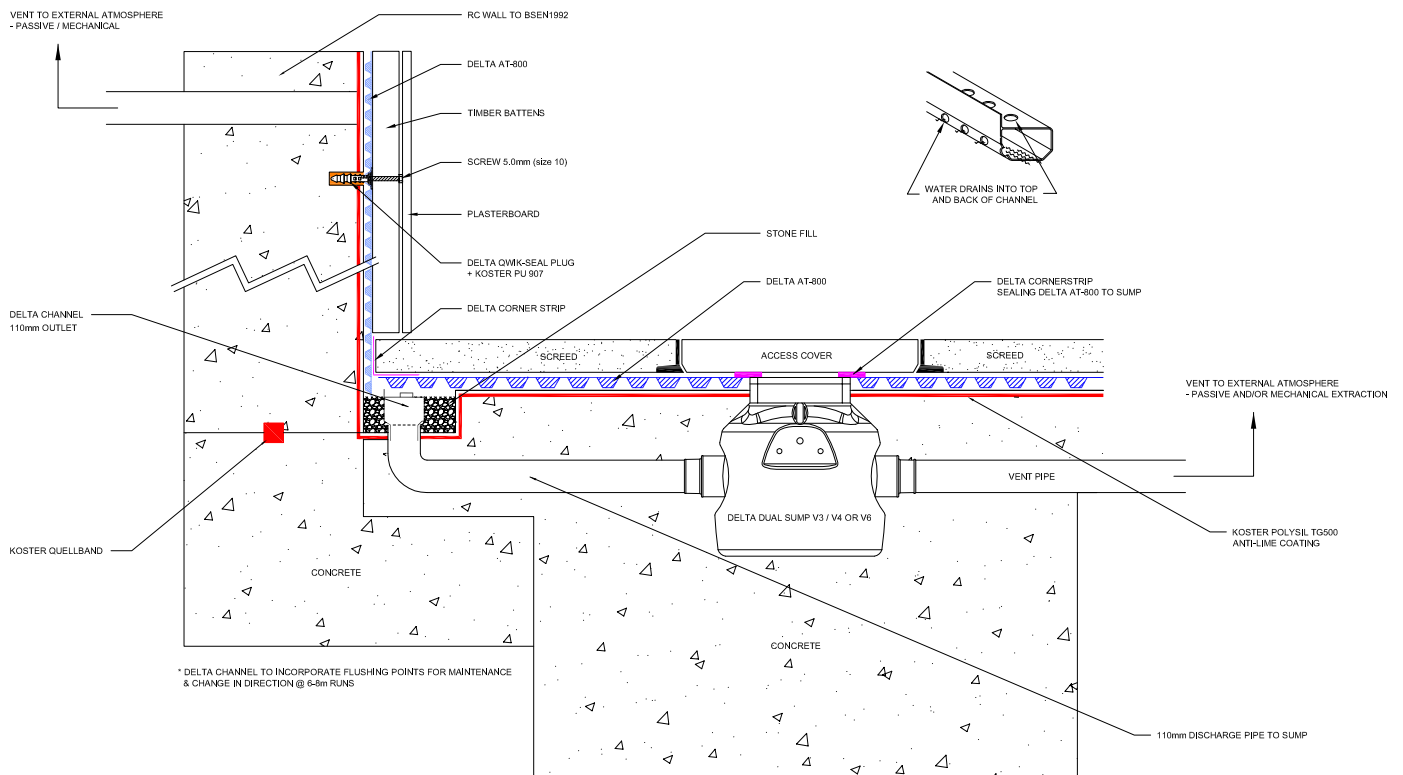 VENT TO EXTERNAL ATMOSPHERE
- PASSIVE / MECHANICAL
RC WALL TO BSEN1992
DELTA AT-800
TIMBER BATTENS
SCREW 5.0mm (size 10)
PLASTERBOARD
WATER DRAINS INTO TOP
AND BACK OF CHANNEL
STONE FILL
DELTA QWIK-SEAL PLUG
+ KOSTER PU 907
DELTA AT-800
DELTA CORNERSTRIP
SEALING DELTA AT-800 TO SUMP
DELTA CORNER STRIP
DELTA CHANNEL
110mm OUTLET
SCREED
ACCESS COVER
SCREED
VENT TO EXTERNAL ATMOSPHERE
- PASSIVE AND/OR MECHANICAL EXTRACTION
VENT PIPE
DELTA DUAL SUMP V3 / V4 OR V6
KOSTER POLYSIL TG500
ANTI-LIME COATING
KOSTER QUELLBAND
CONCRETE
CONCRETE
* DELTA CHANNEL TO INCORPORATE FLUSHING POINTS FOR MAINTENANCE
& CHANGE IN DIRECTION @ 6-8m RUNS
110mm DISCHARGE PIPE TO SUMP